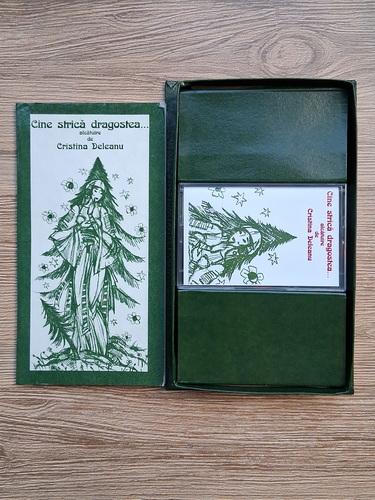 Cine strică dragostea...
alcătuire
de
Cristina Deleanu
Cine strică dragostea...
alcătuire
de
Cristina Deleanu